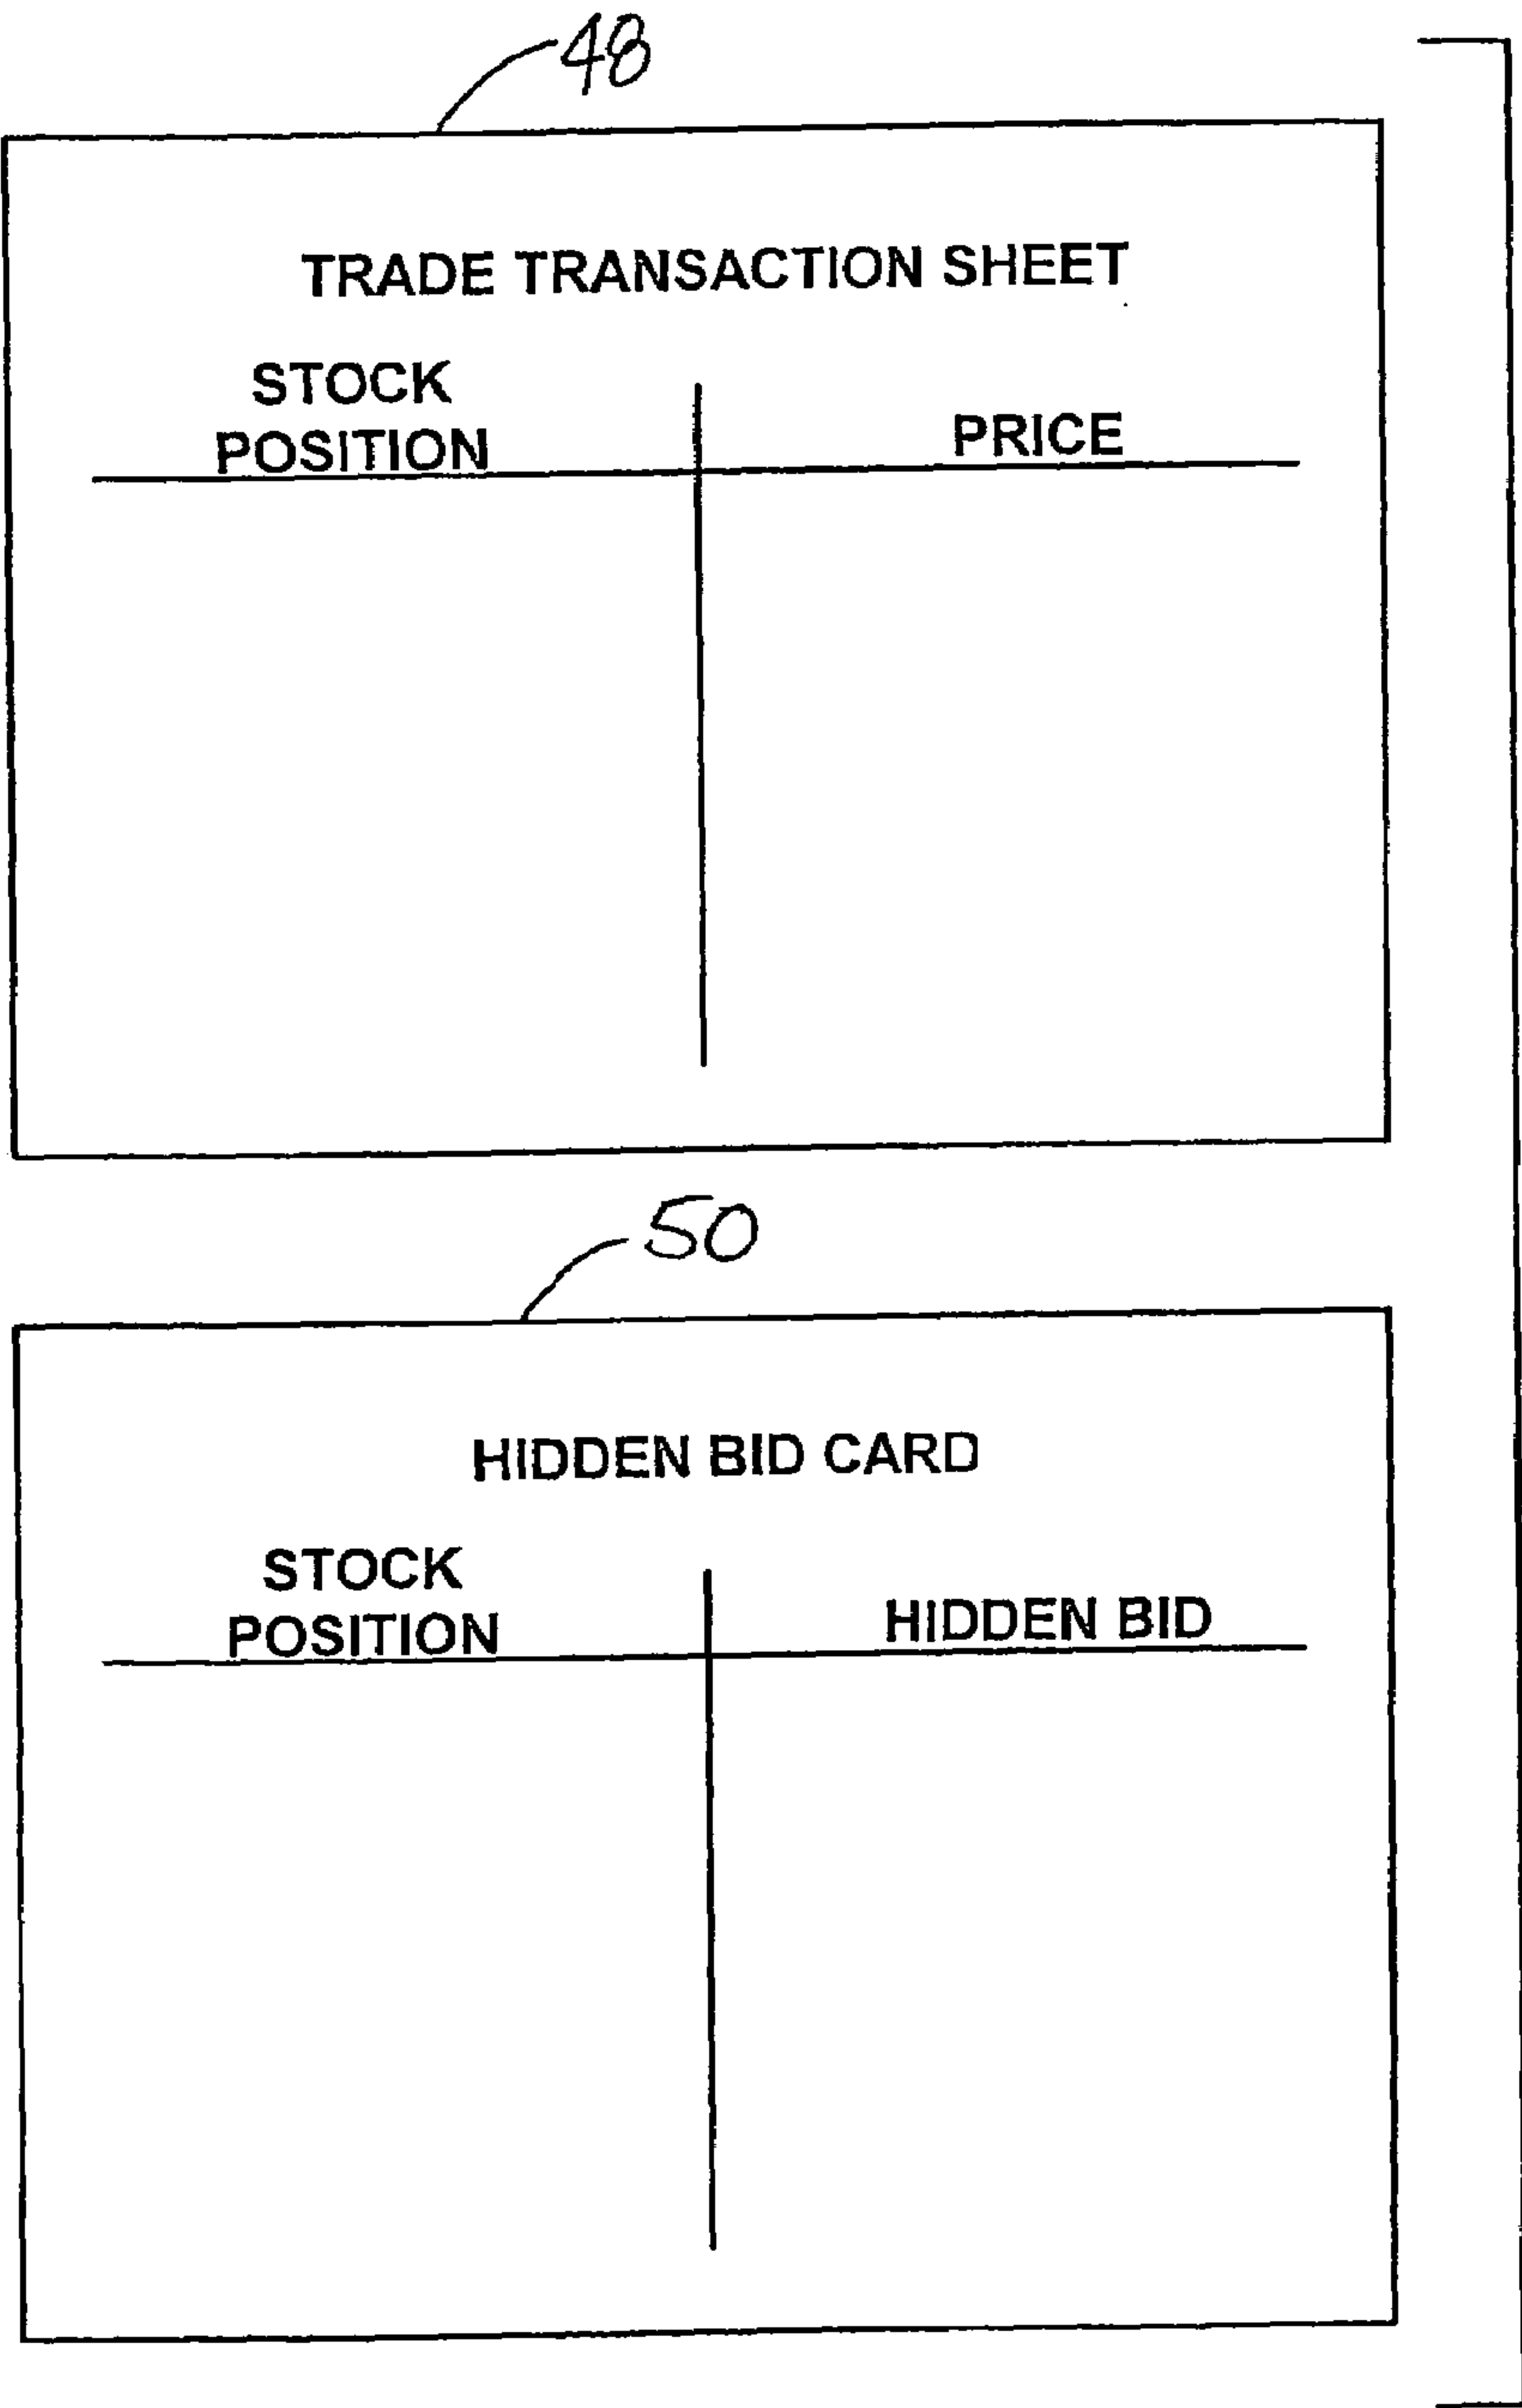 48
TRADE TRANSACTION SHEET
STOCK
POSITION
PRICE
50
HIDDEN BID CARD
STOCK
POSITION
HIDDEN BID